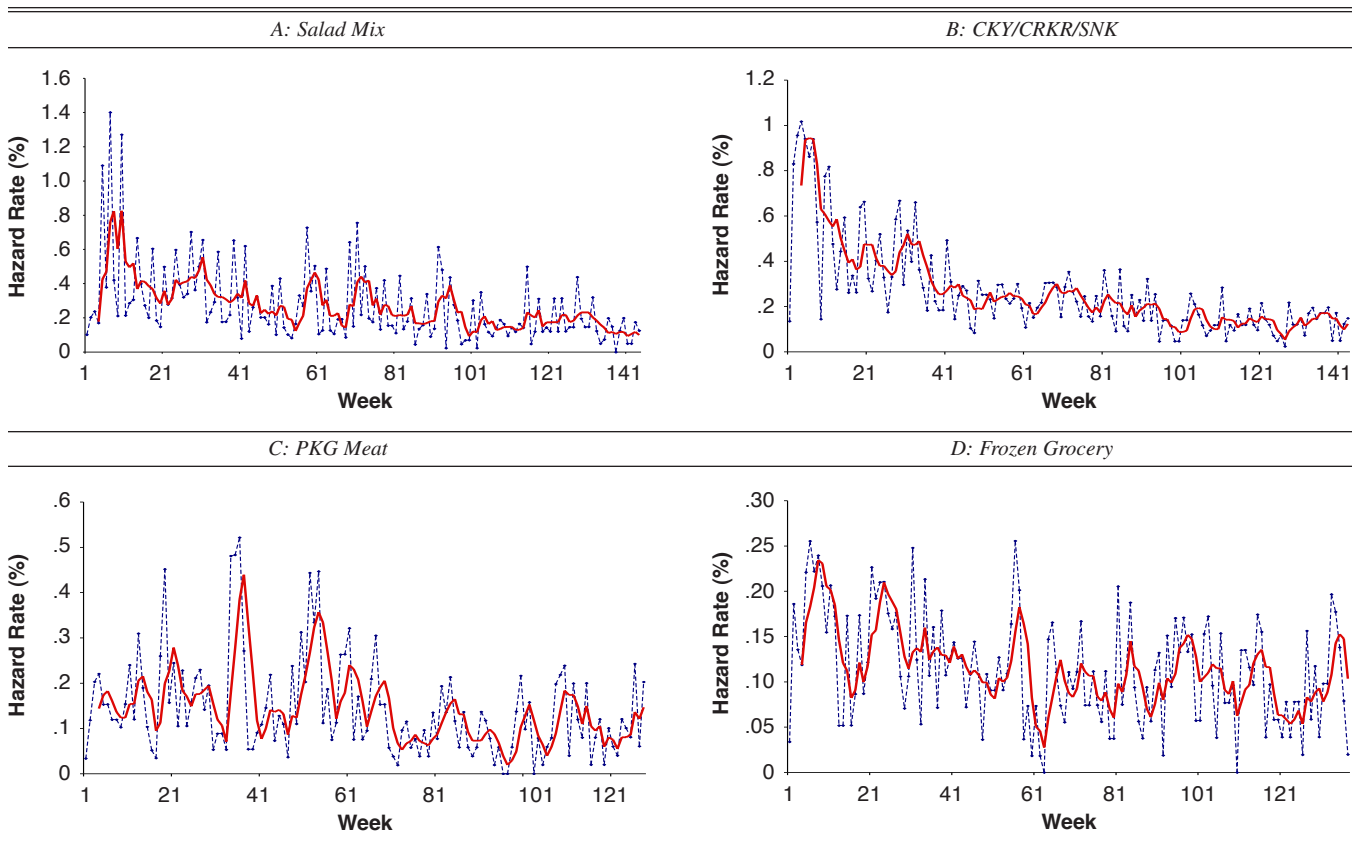 A: Salad Mix
B: CKY/CRKR/SNK
Hazard Rate (%)
1.6
1.4
1.2
1.0
.8
.6
.4
.2
0
1 21 41 61 81 101 121 141
Week
Hazard Rate (%)
1.2
1
.8
.6
.4
.2
0
1 21 41 61 81 101 121 141
Week
C: PKG Meat
D: Frozen Grocery
Hazard Rate (%)
.6
.5
.4
.3
.2
.1
0
1 21 41 61 81 101 121
Week
Hazard Rate (%)
.30
.25
.20
.15
.10
.05
0
1 21 41 61 81 101 121
Week